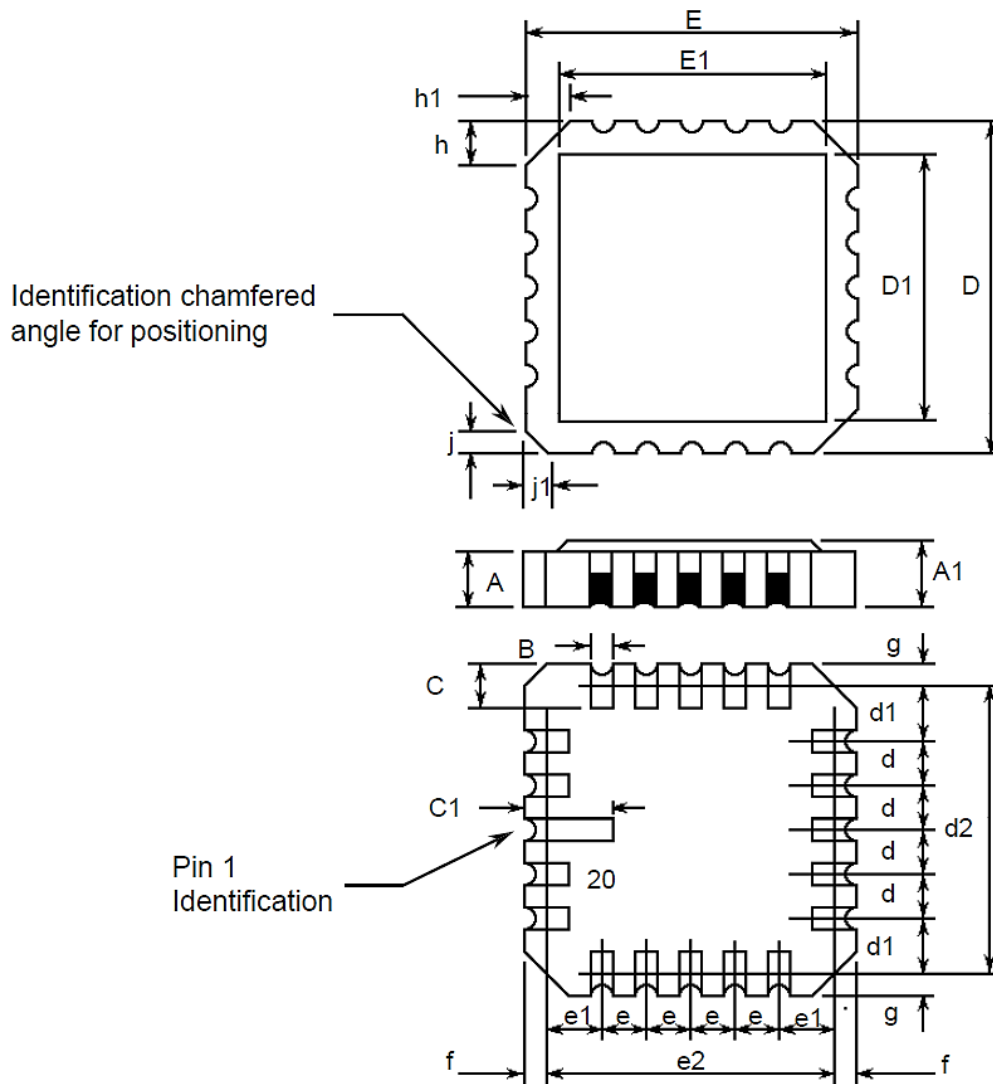 E
E1
h1
h
D1
D
Identification chamfered
angle for positioning
j
j1
A
A1
B
g
C
d1
d
C1
d
d2
d
Pin 1
Identification
20
d
d1
e1
e
e
e
e
e1
g
f
e2
f